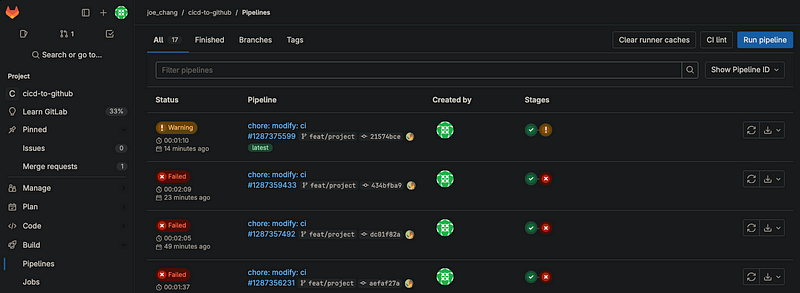 joe_chang / cicd-to-github / Pipelines
1
Search or go to...
Project
C cicd-to-github
Learn GitLab 33%
Pinned
Issues 0
Merge requests 1
Manage
Plan
Code
Build
Pipelines
Jobs
All 17 Finished Branches Tags
Clear runner caches CI lint Run pipeline
Filter pipelines Show Pipeline ID
Status Pipeline Created by Stages
Warning
00:01:10
14 minutes ago
chore: modify: ci
#1287375599 feat/project 21574bce
latest
Failed
00:02:09
23 minutes ago
chore: modify: ci
#1287359433 feat/project 434bfba9
Failed
00:02:05
49 minutes ago
chore: modify: ci
#1287357492 feat/project dc01f82a
Failed
00:01:37
chore: modify: ci
#1287356231 feat/project aefaf27a